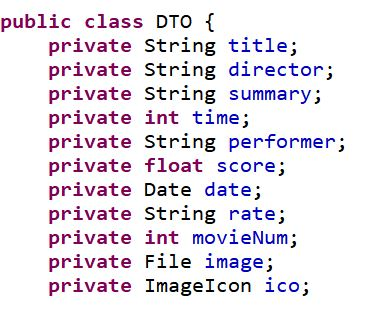 public class DTO {
    private String title;
    private String director;
    private String summary;
    private int time;
    private String performer;
    private float score;
    private Date date;
    private String rate;
    private int movieNum;
    private File image;
    private ImageIcon ico;